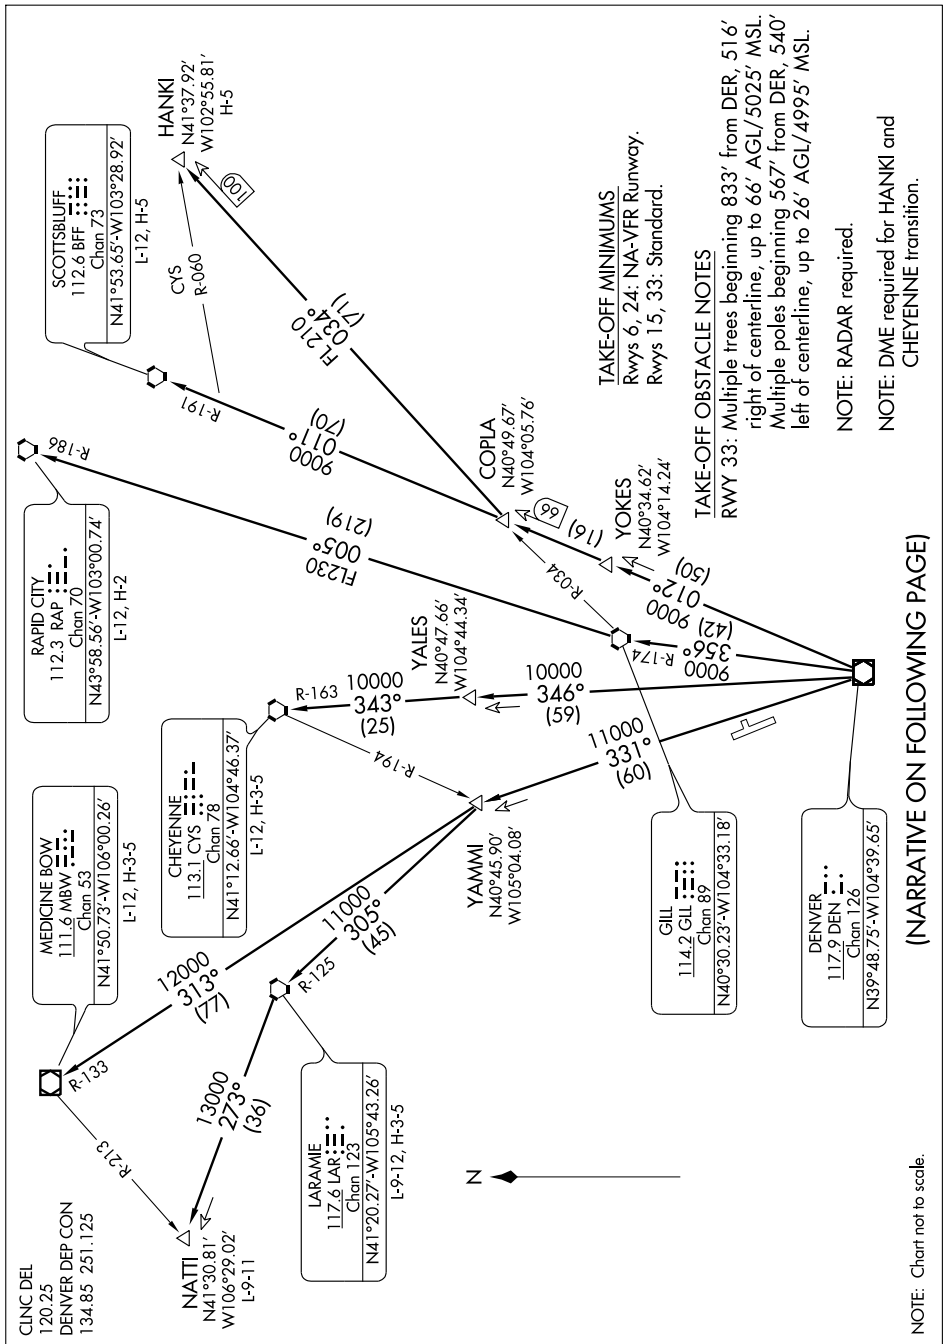 CLNC DEL
120.25
DENVER DEP CON
134.85 251.125
NATTI
N41°30.81'
W106°29.02'
L-9-11
R-213
R-133
MEDICINE BOW
111.6 MBW
Chan 53
N41°50.73'-W106°00.26'
L-12, H-3-5
13000
273°
(36)
LARAMIE
117.6 LAR
Chan 123
N41°20.27'-W105°43.26'
L-9-12, H-3-5
R-125
12000
313°
(77)
11000
305°
(45)
CHEYENNE
113.1 CYS
Chan 78
N41°12.66'-W104°46.37'
L-12, H-3-5
R-163
R-194
10000
343°
(25)
YALES
N40°47.66'
W104°44.34'
YAMMI
N40°45.90'
W105°04.08'
11000
331°
(60)
10000
346°
(59)
RAPID CITY
112.3 RAP
Chan 70
N43°58.56'-W103°00.74'
L-12, H-2
R-186
FL230
005°
(219)
SCOTTSBLUFF
112.6 BFF
Chan 73
N41°53.65'-W103°28.92'
L-12, H-5
R-191
CYS
R-060
9000
011°
(70)
HANKI
N41°37.92'
W102°55.81'
H-5
100
FL210
034°
(71)
COPLA
N40°49.67'
W104°05.76'
66
(16)
R-034
YOKES
N40°34.62'
W104°14.24'
9000
012°
(50)
R-174
9000
356°
(42)
GILL
114.2 GLL
Chan 89
N40°30.23'-W104°33.18'
DENVER
117.9 DEN
Chan 126
N39°48.75'-W104°39.65'
N
TAKE-OFF MINIMUMS
Rwys 6, 24: NA-VFR Runway.
Rwys 15, 33: Standard.
TAKE-OFF OBSTACLE NOTES
RWY 33: Multiple trees beginning 833' from DER, 516'
right of centerline, up to 66' AGL/5025' MSL.
Multiple poles beginning 567' from DER, 540'
left of centerline, up to 26' AGL/4995' MSL.
NOTE: RADAR required.
NOTE: DME required for HANKI and
CHEYENNE transition.
(NARRATIVE ON FOLLOWING PAGE)
NOTE: Chart not to scale.